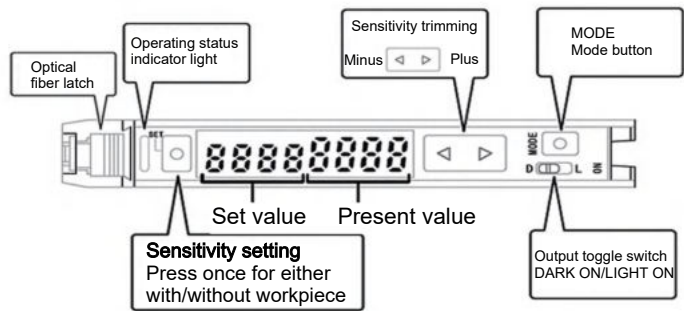 Optical
fiber latch
Operating status
indicator light
Sensitivity trimming
Minus ◁ ▷ Plus
MODE
Mode button
SET
8888 8888
◁ ▷
MODE
D L
ON
Set value
Present value
Sensitivity setting
Press once for either
with/without workpiece
Output toggle switch
DARK ON/LIGHT ON